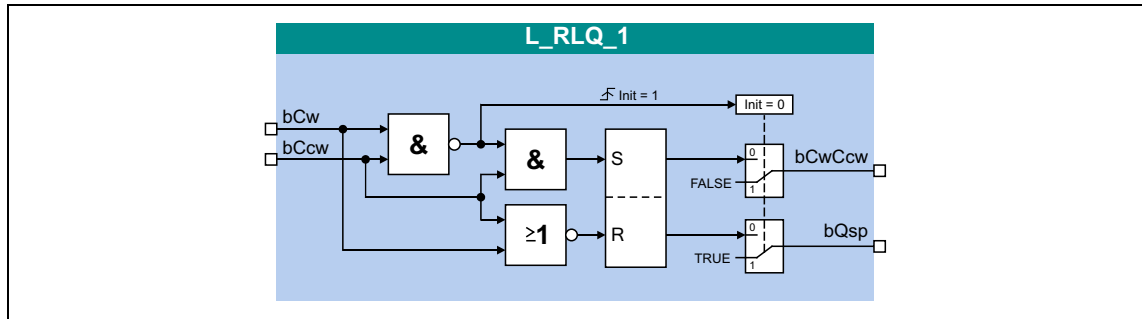 L_RLQ_1
Init = 1
Init = 0
bCw
bCcw
&
&
S
0
FALSE
1
bCwCcw
≥1
R
0
TRUE
1
bQsp